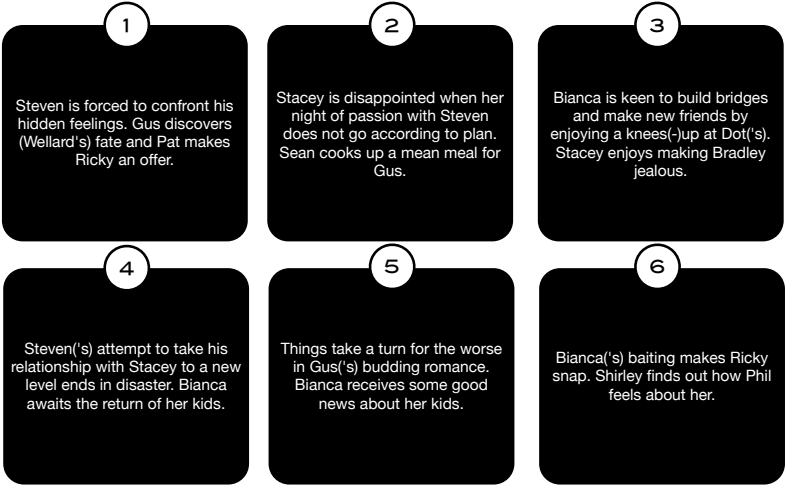 1
Steven is forced to confront his
hidden feelings. Gus discovers
(Wellard's) fate and Pat makes
Ricky an offer.
2
Stacey is disappointed when her
night of passion with Steven
does not go according to plan.
Sean cooks up a mean meal for
Gus.
3
Bianca is keen to build bridges
and make new friends by
enjoying a knees(-)up at Dot('s).
Stacey enjoys making Bradley
jealous.
4
Steven('s) attempt to take his
relationship with Stacey to a new
level ends in disaster. Bianca
awaits the return of her kids.
5
Things take a turn for the worse
in Gus('s) budding romance.
Bianca receives some good
news about her kids.
6
Bianca('s) baiting makes Ricky
snap. Shirley finds out how Phil
feels about her.